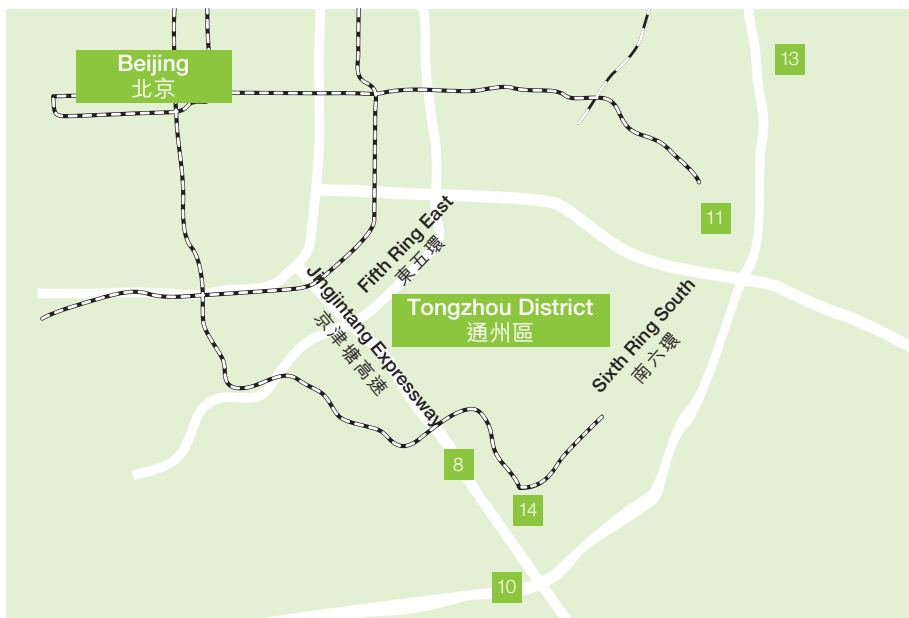 Beijing
北京
13
11
Fifth Ring East
東五環
Jingjintang Expressway
京津塘高速
Tongzhou District
通州區
Sixth Ring South
南六環
8
14
10